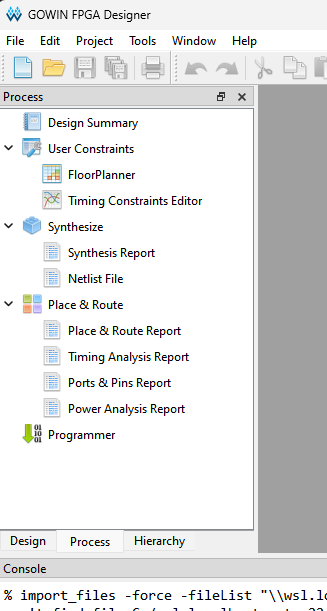 GOWIN FPGA Designer
File Edit Project Tools Window Help
Process
Design Summary
User Constraints
FloorPlanner
Timing Constraints Editor
Synthesize
Synthesis Report
Netlist File
Place & Route
Place & Route Report
Timing Analysis Report
Ports & Pins Report
Power Analysis Report
Programmer
Design Process Hierarchy
Console
% import_files -force -fileList "\\wsl.lo